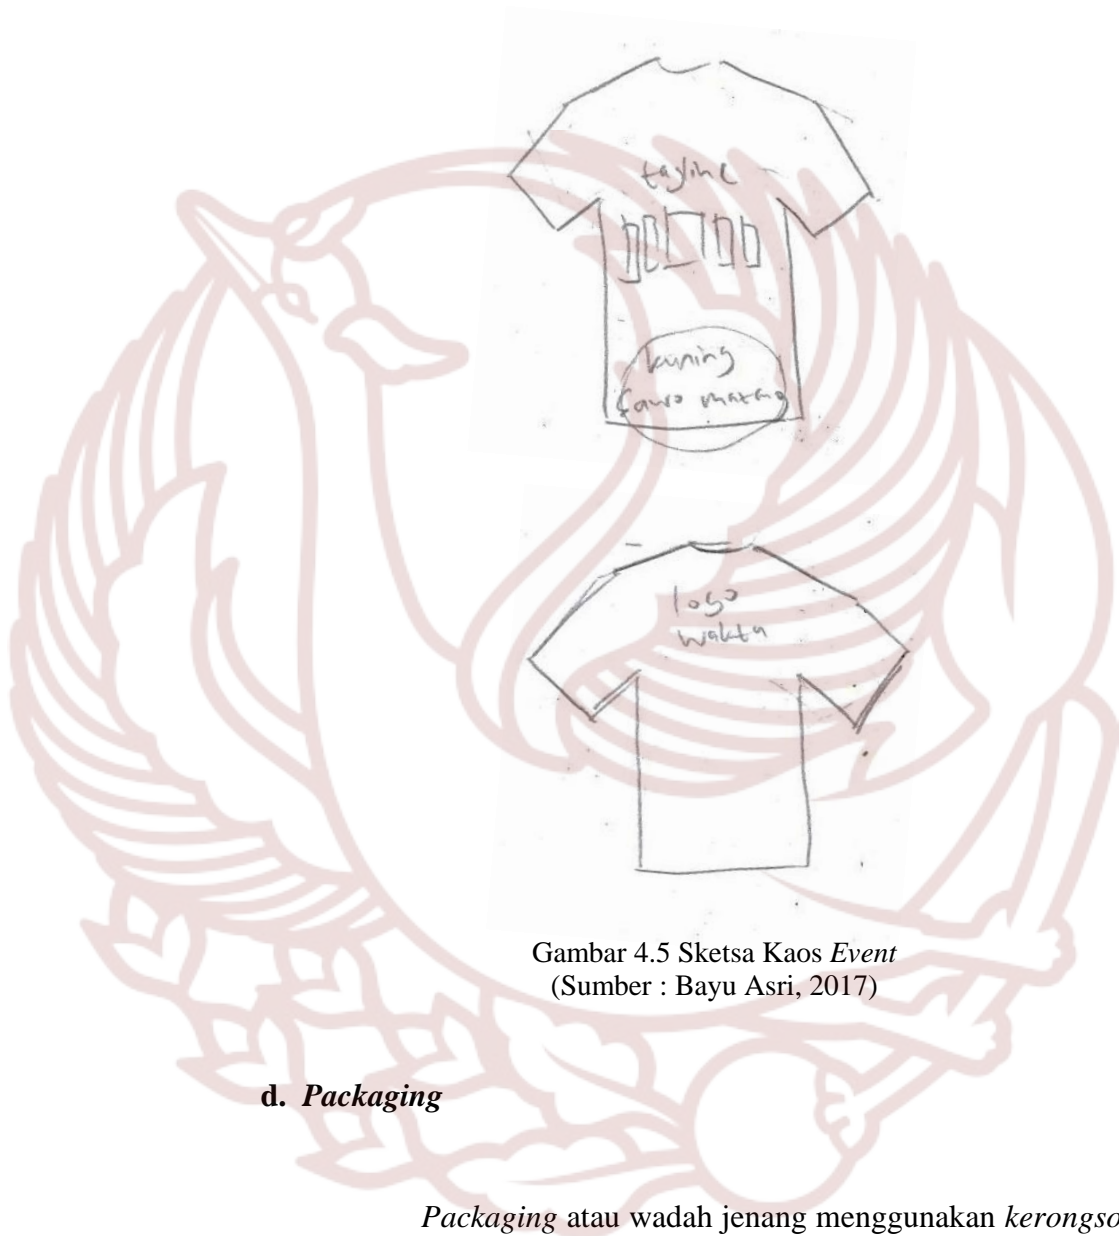 tagline
kuning
logo
wakta
Gambar 4.5 Sketsa Kaos Event
(Sumber : Bayu Asri, 2017)
d. Packaging
Packaging atau wadah jenang menggunakan kerongso